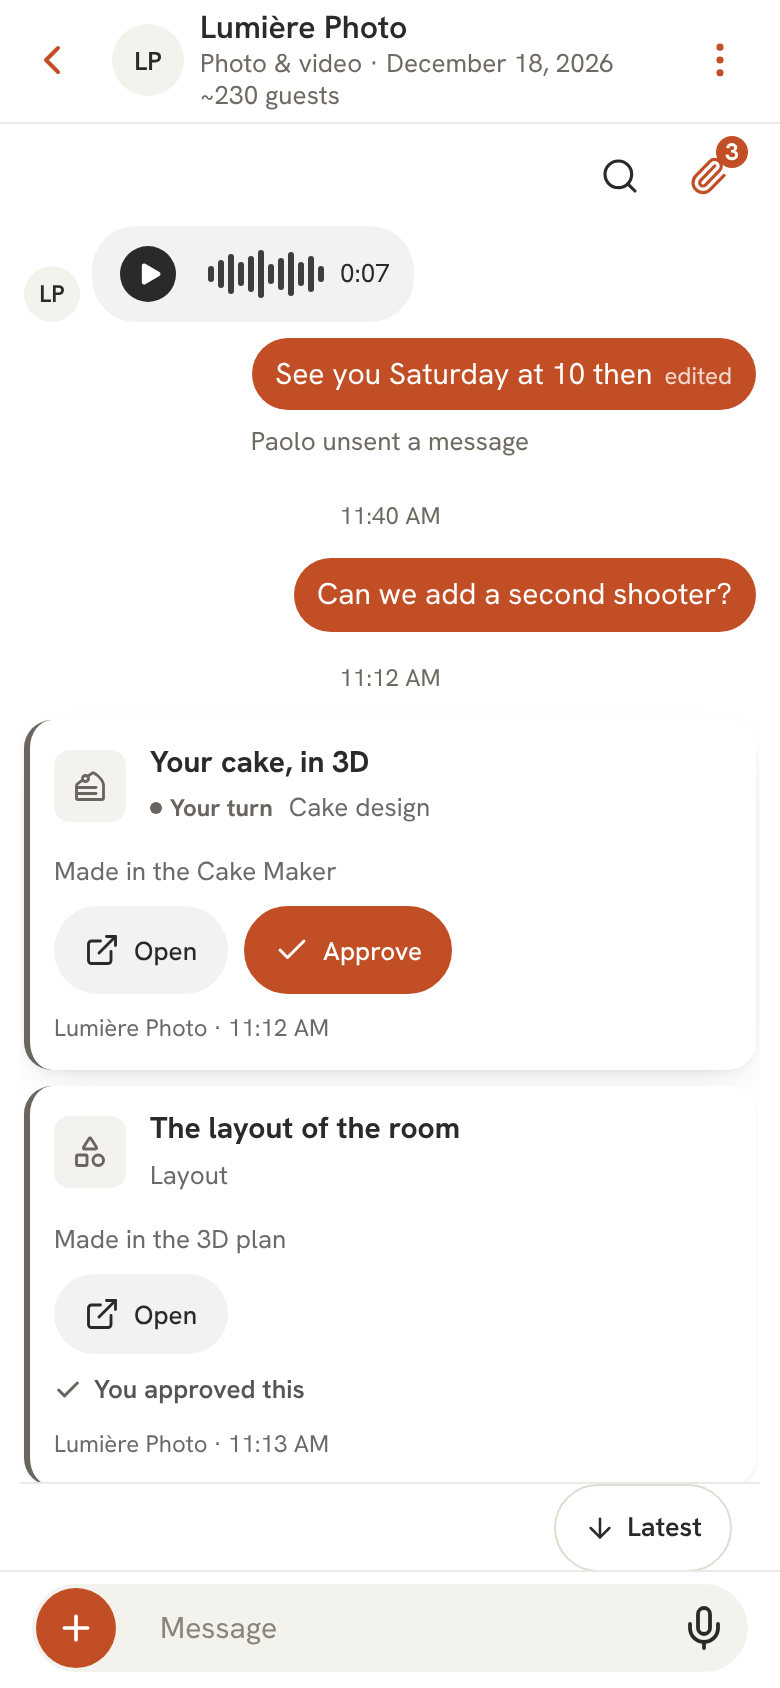 LP
Lumière Photo
Photo & video · December 18, 2026
~230 guests
3
LP
0:07
See you Saturday at 10 then edited
Paolo unsent a message
11:40 AM
Can we add a second shooter?
11:12 AM
Your cake, in 3D
Your turn Cake design
Made in the Cake Maker
Open
Approve
Lumière Photo · 11:12 AM
The layout of the room
Layout
Made in the 3D plan
Open
You approved this
Lumière Photo · 11:13 AM
Latest
Message